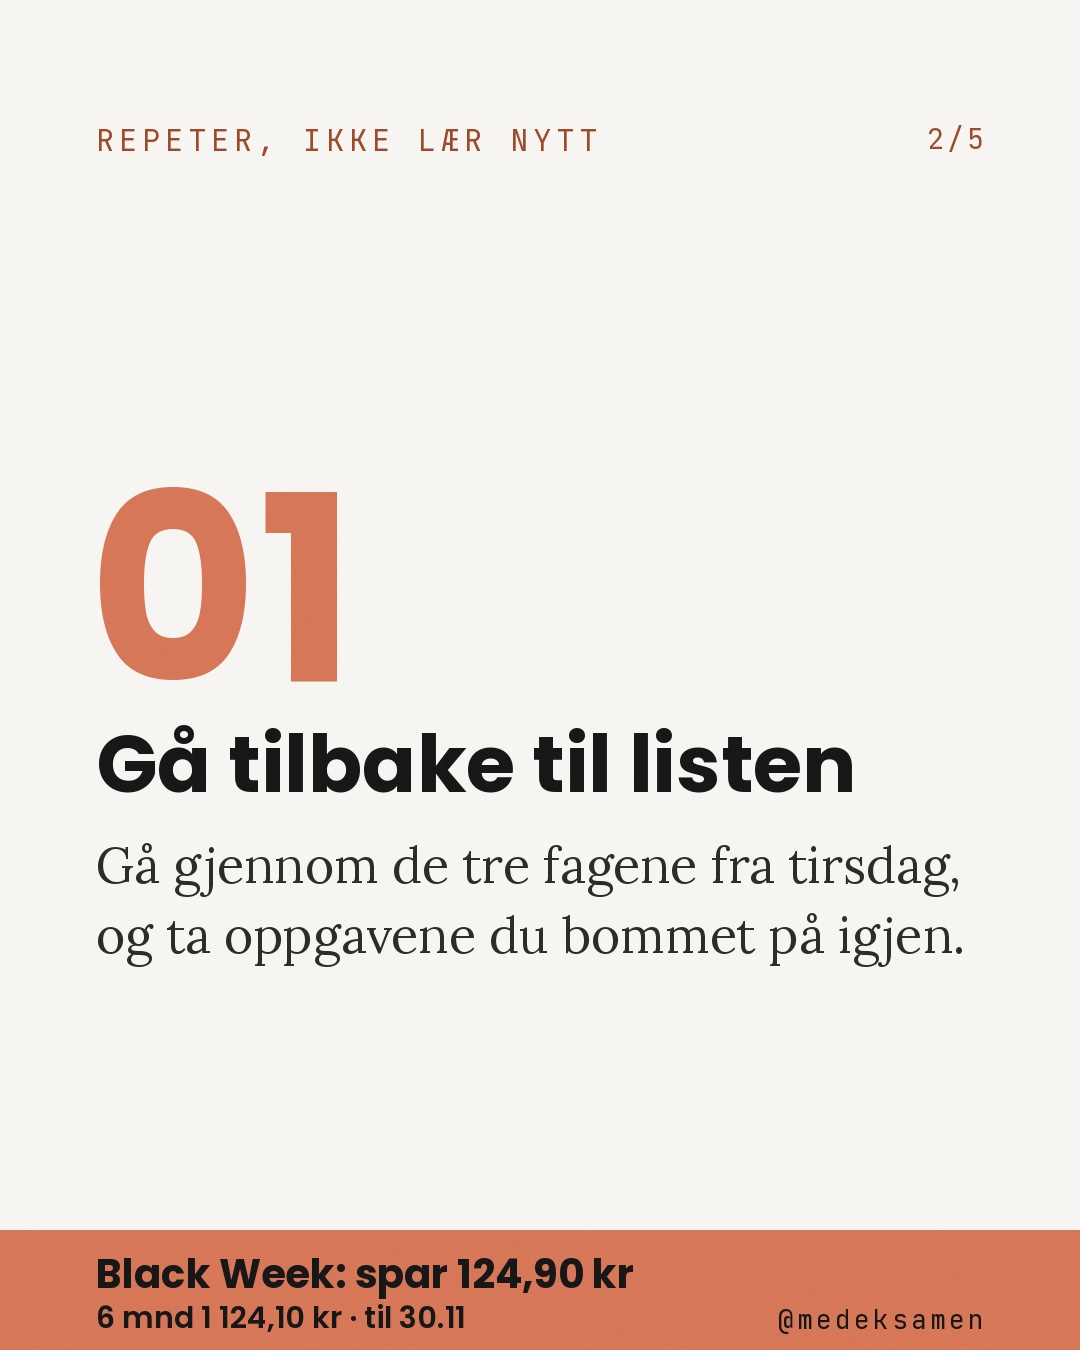 REPETER, IKKE LÆR NYTT
2/5
01
Gå tilbake til listen
Gå gjennom de tre fagene fra tirsdag,
og ta oppgavene du bommet på igjen.
Black Week: spar 124,90 kr
6 mnd 1 124,10 kr · til 30.11
@medeksamen